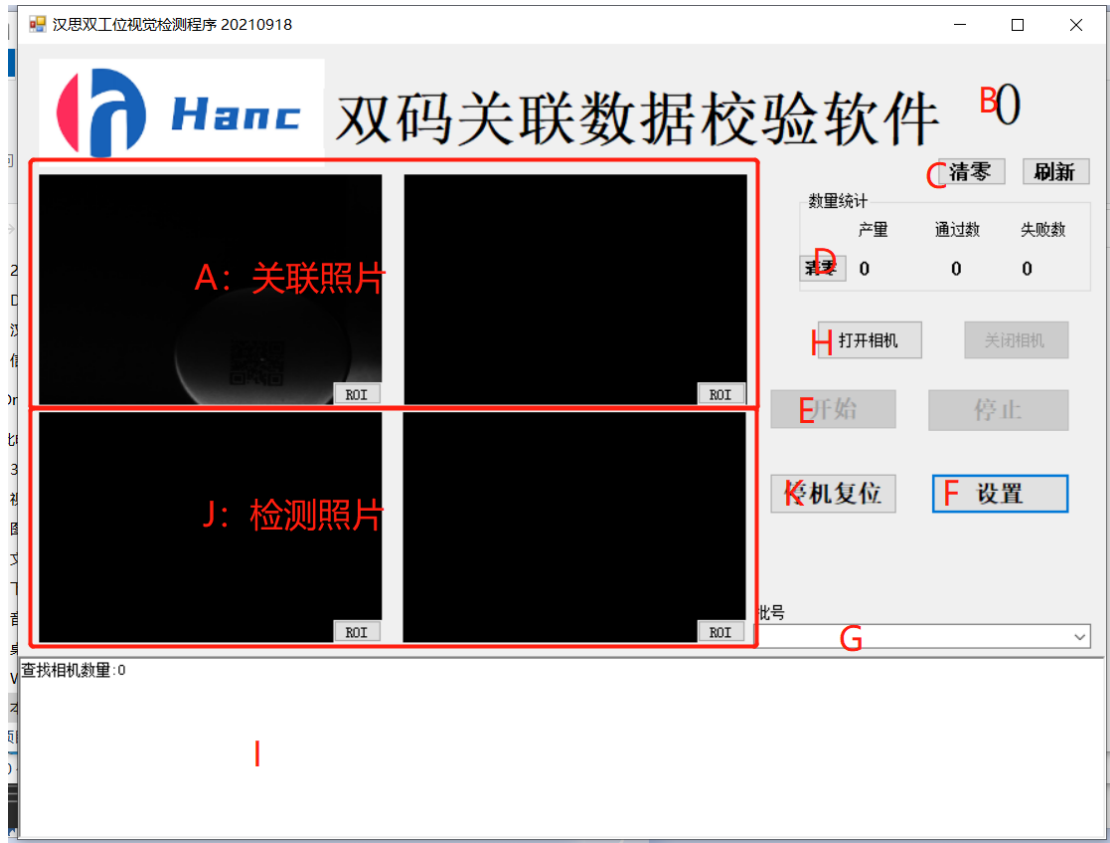 汉思双工位视觉检测程序 20210918
Hanc
双码关联数据校验软件
B0
C 清零 刷新
数量统计
产量 通过数 失败数
D 清零 0 0 0
A：关联照片
H 打开相机 关闭相机
ROI ROI
E 开始 停止
J：检测照片
K 停机复位 F 设置
批号
G
ROI ROI
查找相机数量:0
I